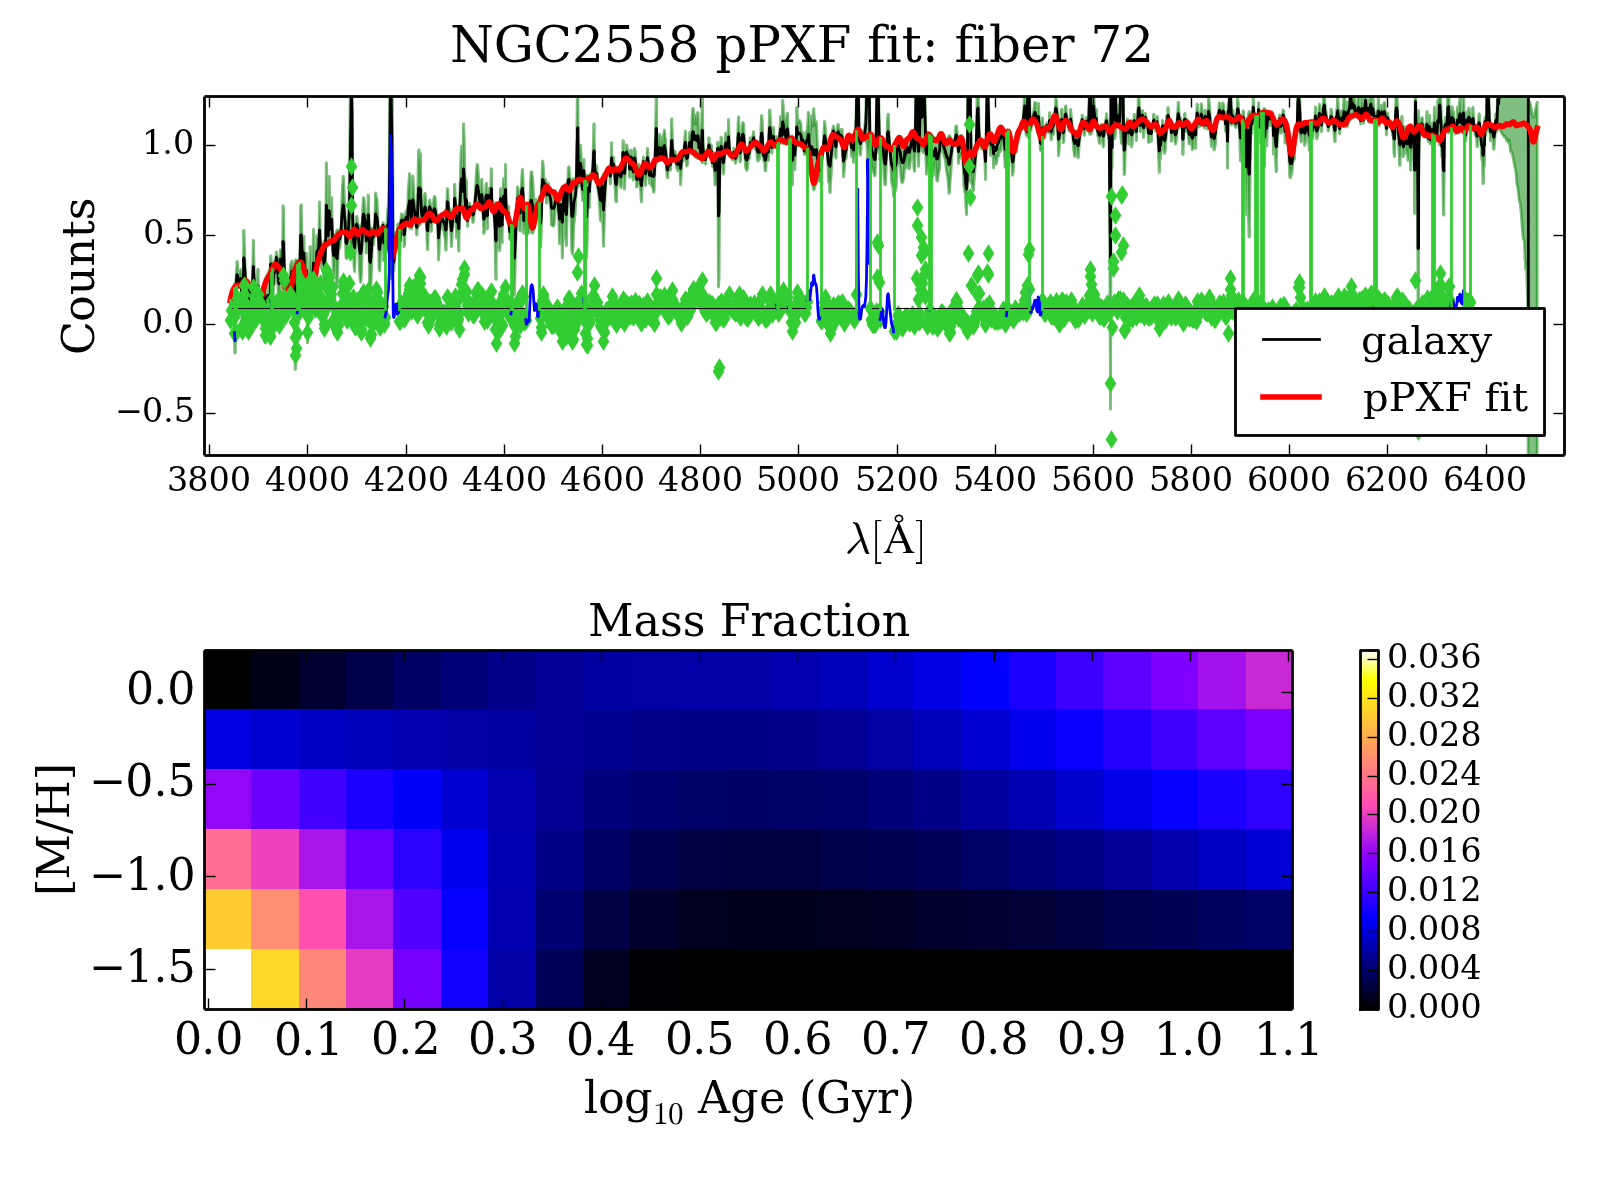 NGC2558 pPXF fit: fiber 72
Counts
1.0
0.5
0.0
−0.5
galaxy
pPXF fit
3800 4000 4200 4400 4600 4800 5000 5200 5400 5600 5800 6000 6200 6400
λ[Å]
Mass Fraction
[M/H]
0.0
−0.5
−1.0
−1.5
0.0 0.1 0.2 0.3 0.4 0.5 0.6 0.7 0.8 0.9 1.0 1.1
log₁₀ Age (Gyr)
0.036
0.032
0.028
0.024
0.020
0.016
0.012
0.008
0.004
0.000